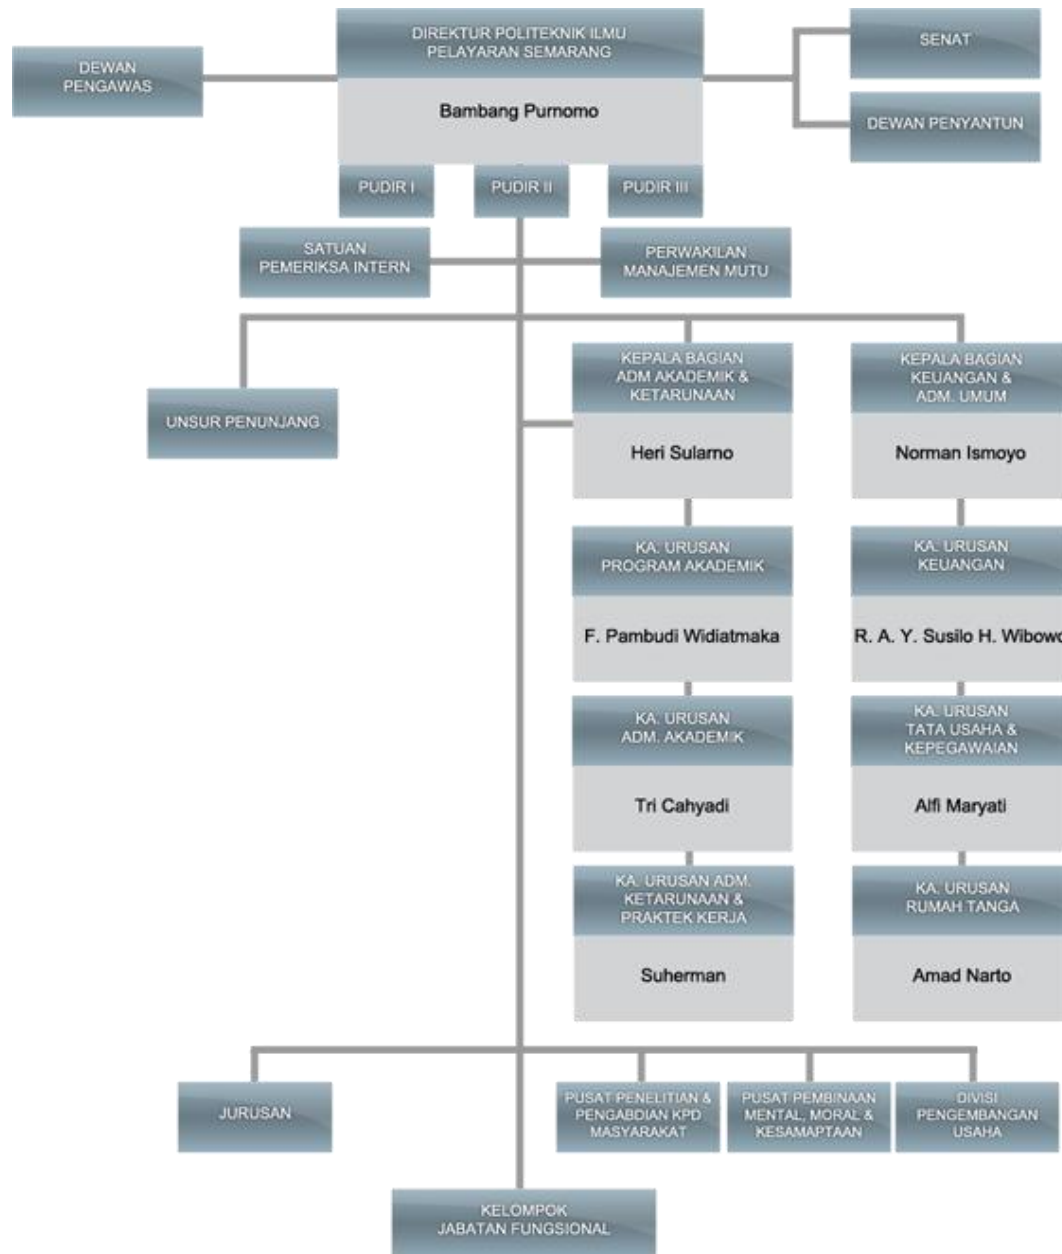 DIREKTUR POLITEKNIK ILMU
PELAYARAN SEMARANG
Bambang Purnomo
DEWAN
PENGAWAS
SENAT
DEWAN PENYANTUN
PUDIR I
PUDIR II
PUDIR III
SATUAN
PEMERIKSA INTERN
PERWAKILAN
MANAJEMEN MUTU
UNSUR PENUNJANG
KEPALA BAGIAN
ADM AKADEMIK &
KETARUNAAN
Heri Sularno
KEPALA BAGIAN
KEUANGAN &
ADM. UMUM
Norman Ismoyo
KA. URUSAN
PROGRAM AKADEMIK
F. Pambudi Widiatmaka
KA. URUSAN
KEUANGAN
R. A. Y. Susilo H. Wibowo
KA. URUSAN
ADM. AKADEMIK
Tri Cahyadi
KA. URUSAN
TATA USAHA &
KEPEGAWAIAN
Alfi Maryati
KA. URUSAN ADM.
KETARUNAAN &
PRAKTEK KERJA
Suherman
KA. URUSAN
RUMAH TANGA
Amad Narto
JURUSAN
PUSAT PENELITIAN &
PENGABDIAN KPD
MASYARAKAT
PUSAT PEMBINAAN
MENTAL, MORAL &
KESAMAPTAAN
DIVISI
PENGEMBANGAN
USAHA
KELOMPOK
JABATAN FUNGSIONAL